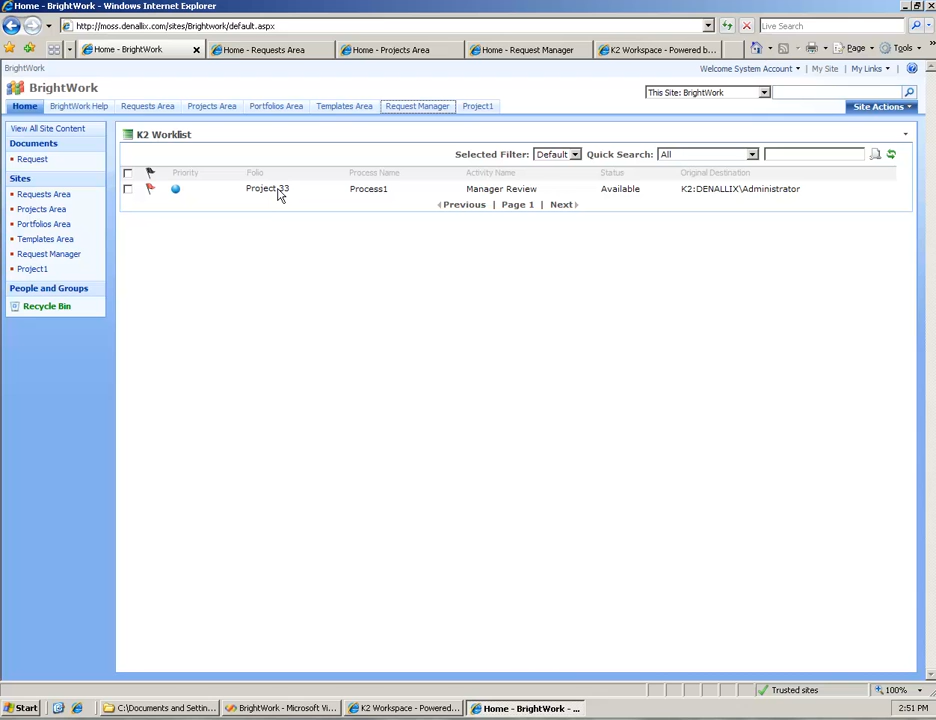 Home - BrightWork - Windows Internet Explorer
http://moss.denallix.com/sites/Brightwork/default.aspx
Live Search
Home - BrightWork
Home - Requests Area
Home - Projects Area
Home - Request Manager
K2 Workspace - Powered b...
Page
Tools
BrightWork
Welcome System Account
My Site
My Links
BrightWork
This Site: BrightWork
Home
BrightWork Help
Requests Area
Projects Area
Portfolios Area
Templates Area
Request Manager
Project1
Site Actions
View All Site Content
Documents
Request
Sites
Requests Area
Projects Area
Portfolios Area
Templates Area
Request Manager
Project1
People and Groups
Recycle Bin
K2 Worklist
Selected Filter: Default Quick Search: All
Priority Folio Process Name Activity Name Status Original Destination
Project 33 Process1 Manager Review Available K2:DENALLIX\Administrator
Previous | Page 1 | Next
Trusted sites
100%
Start
C:\Documents and Settin...
BrightWork - Microsoft Vi...
K2 Workspace - Powered...
Home - BrightWork - ...
2:51 PM